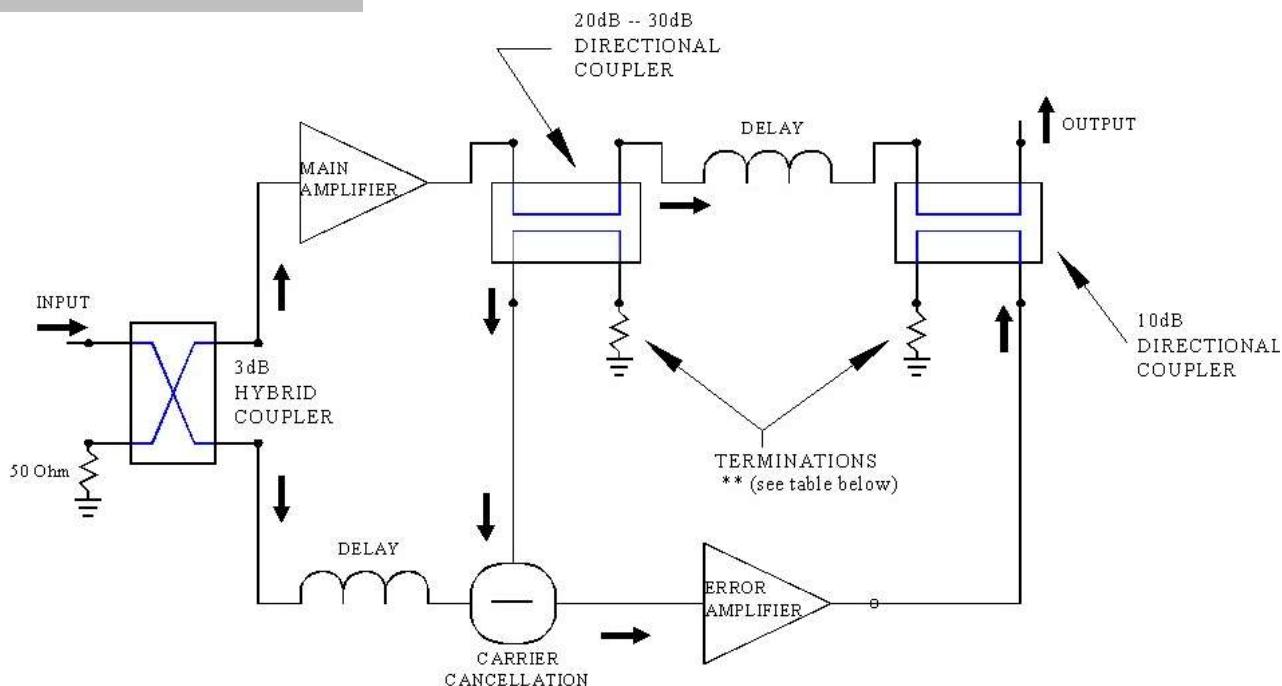 20dB -- 30dB
DIRECTIONAL
COUPLER
DELAY
OUTPUT
MAIN
AMPLIFIER
INPUT
3dB
HYBRID
COUPLER
10dB
DIRECTIONAL
COUPLER
50 Ohm
TERMINATIONS
** (see table below)
DELAY
ERROR
AMPLIFIER
CARRIER
CANCELLATION